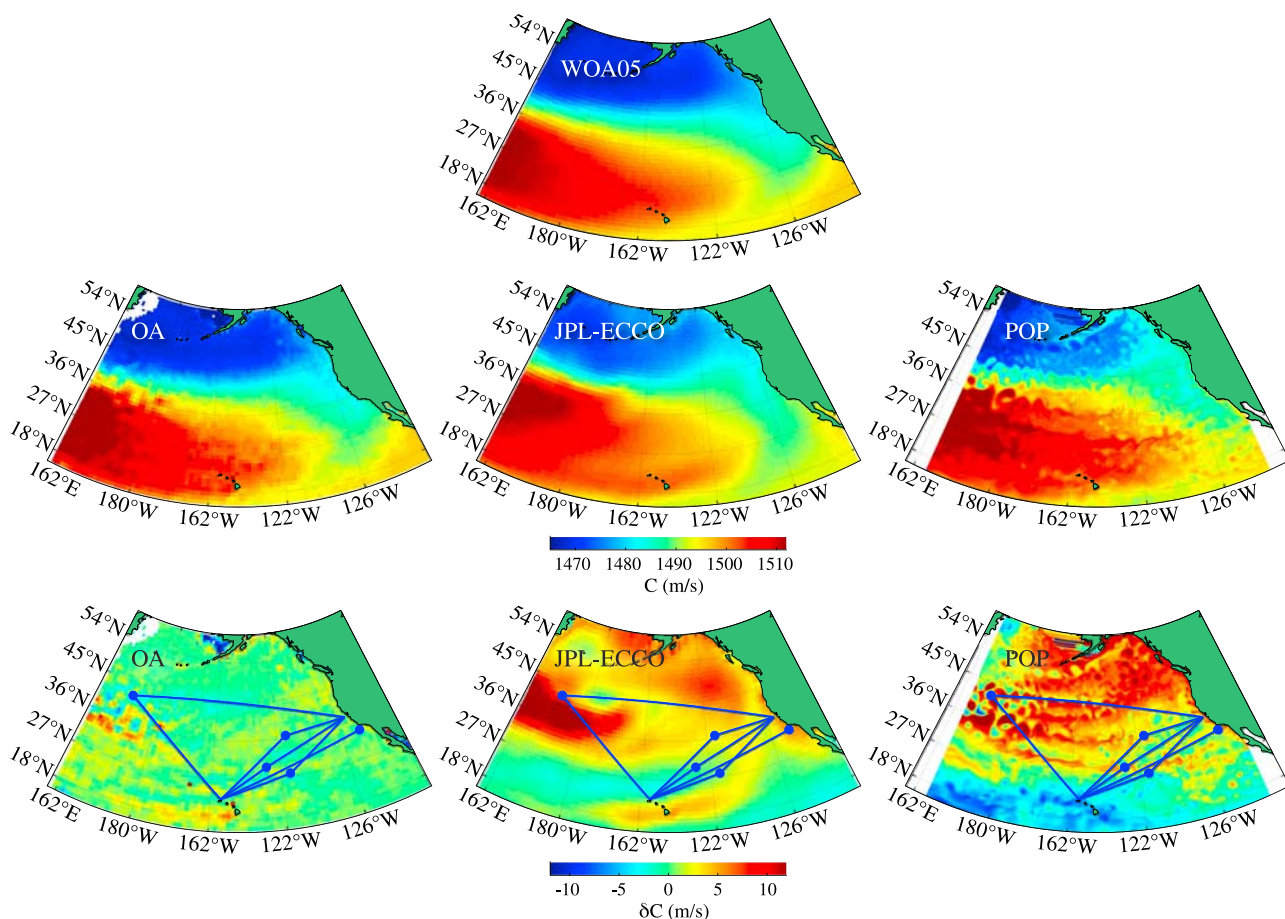 54°N
45°N
36°N
27°N
18°N
WOA05
162°E
180°W
162°W
122°W
126°W
54°N
45°N
36°N
27°N
18°N
OA
162°E
180°W
162°W
122°W
126°W
54°N
45°N
36°N
27°N
18°N
JPL-ECCO
162°E
180°W
162°W
122°W
126°W
54°N
45°N
36°N
27°N
18°N
POP
162°E
180°W
162°W
122°W
126°W
1470 1480 1490 1500 1510
C (m/s)
54°N
45°N
36°N
27°N
18°N
OA
162°E
180°W
162°W
122°W
126°W
54°N
45°N
36°N
27°N
18°N
JPL-ECCO
162°E
180°W
162°W
122°W
126°W
54°N
45°N
36°N
27°N
18°N
POP
162°E
180°W
162°W
122°W
126°W
-10 -5 0 5 10
δC (m/s)